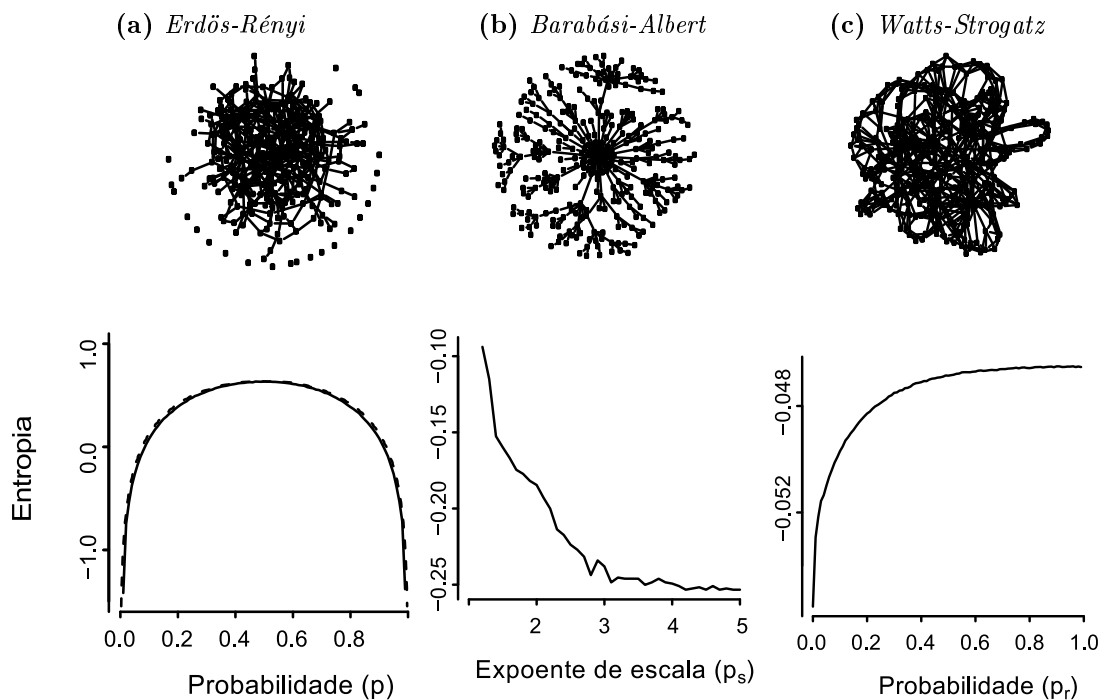 (a) Erdös-Rényi
(b) Barabási-Albert
(c) Watts-Strogatz
Entropia
1.0
0.0
−1.0
0.0 0.2 0.4 0.6 0.8
Probabilidade (p)
−0.10
−0.15
−0.20
−0.25
2 3 4 5
Expoente de escala (ps)
−0.048
−0.052
0.0 0.2 0.4 0.6 0.8 1.0
Probabilidade (pr)